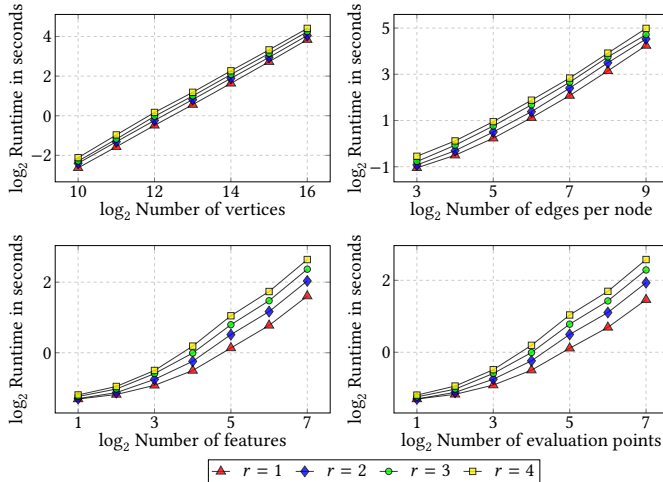 log₂ Runtime in seconds
4
2
0
−2
10
12
14
16
log₂ Number of vertices
log₂ Runtime in seconds
5
3
1
−1
3
5
7
9
log₂ Number of edges per node
log₂ Runtime in seconds
2
0
1
3
5
7
log₂ Number of features
log₂ Runtime in seconds
2
0
1
3
5
7
log₂ Number of evaluation points
r = 1
r = 2
r = 3
r = 4